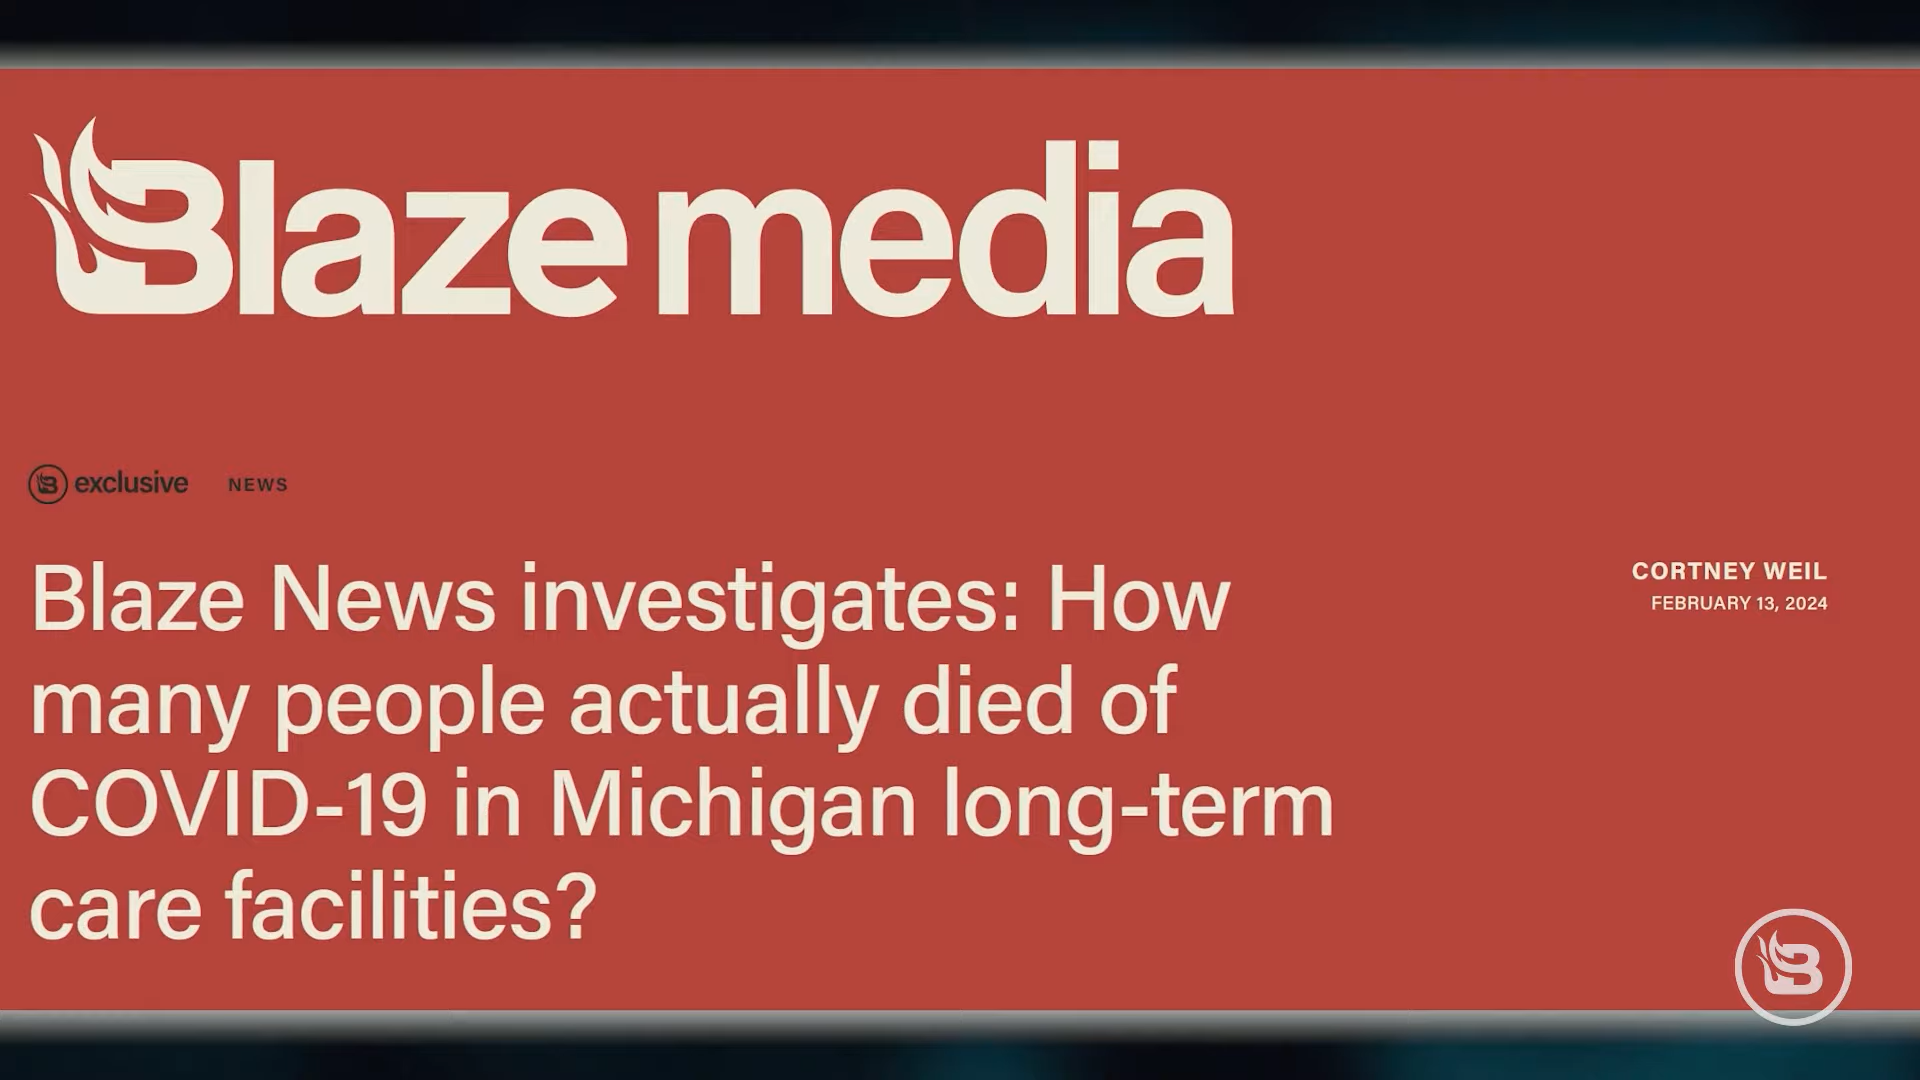 Blaze media
exclusive NEWS
Blaze News investigates: How
many people actually died of
COVID-19 in Michigan long-term
care facilities?
CORTNEY WEIL
FEBRUARY 13, 2024
B